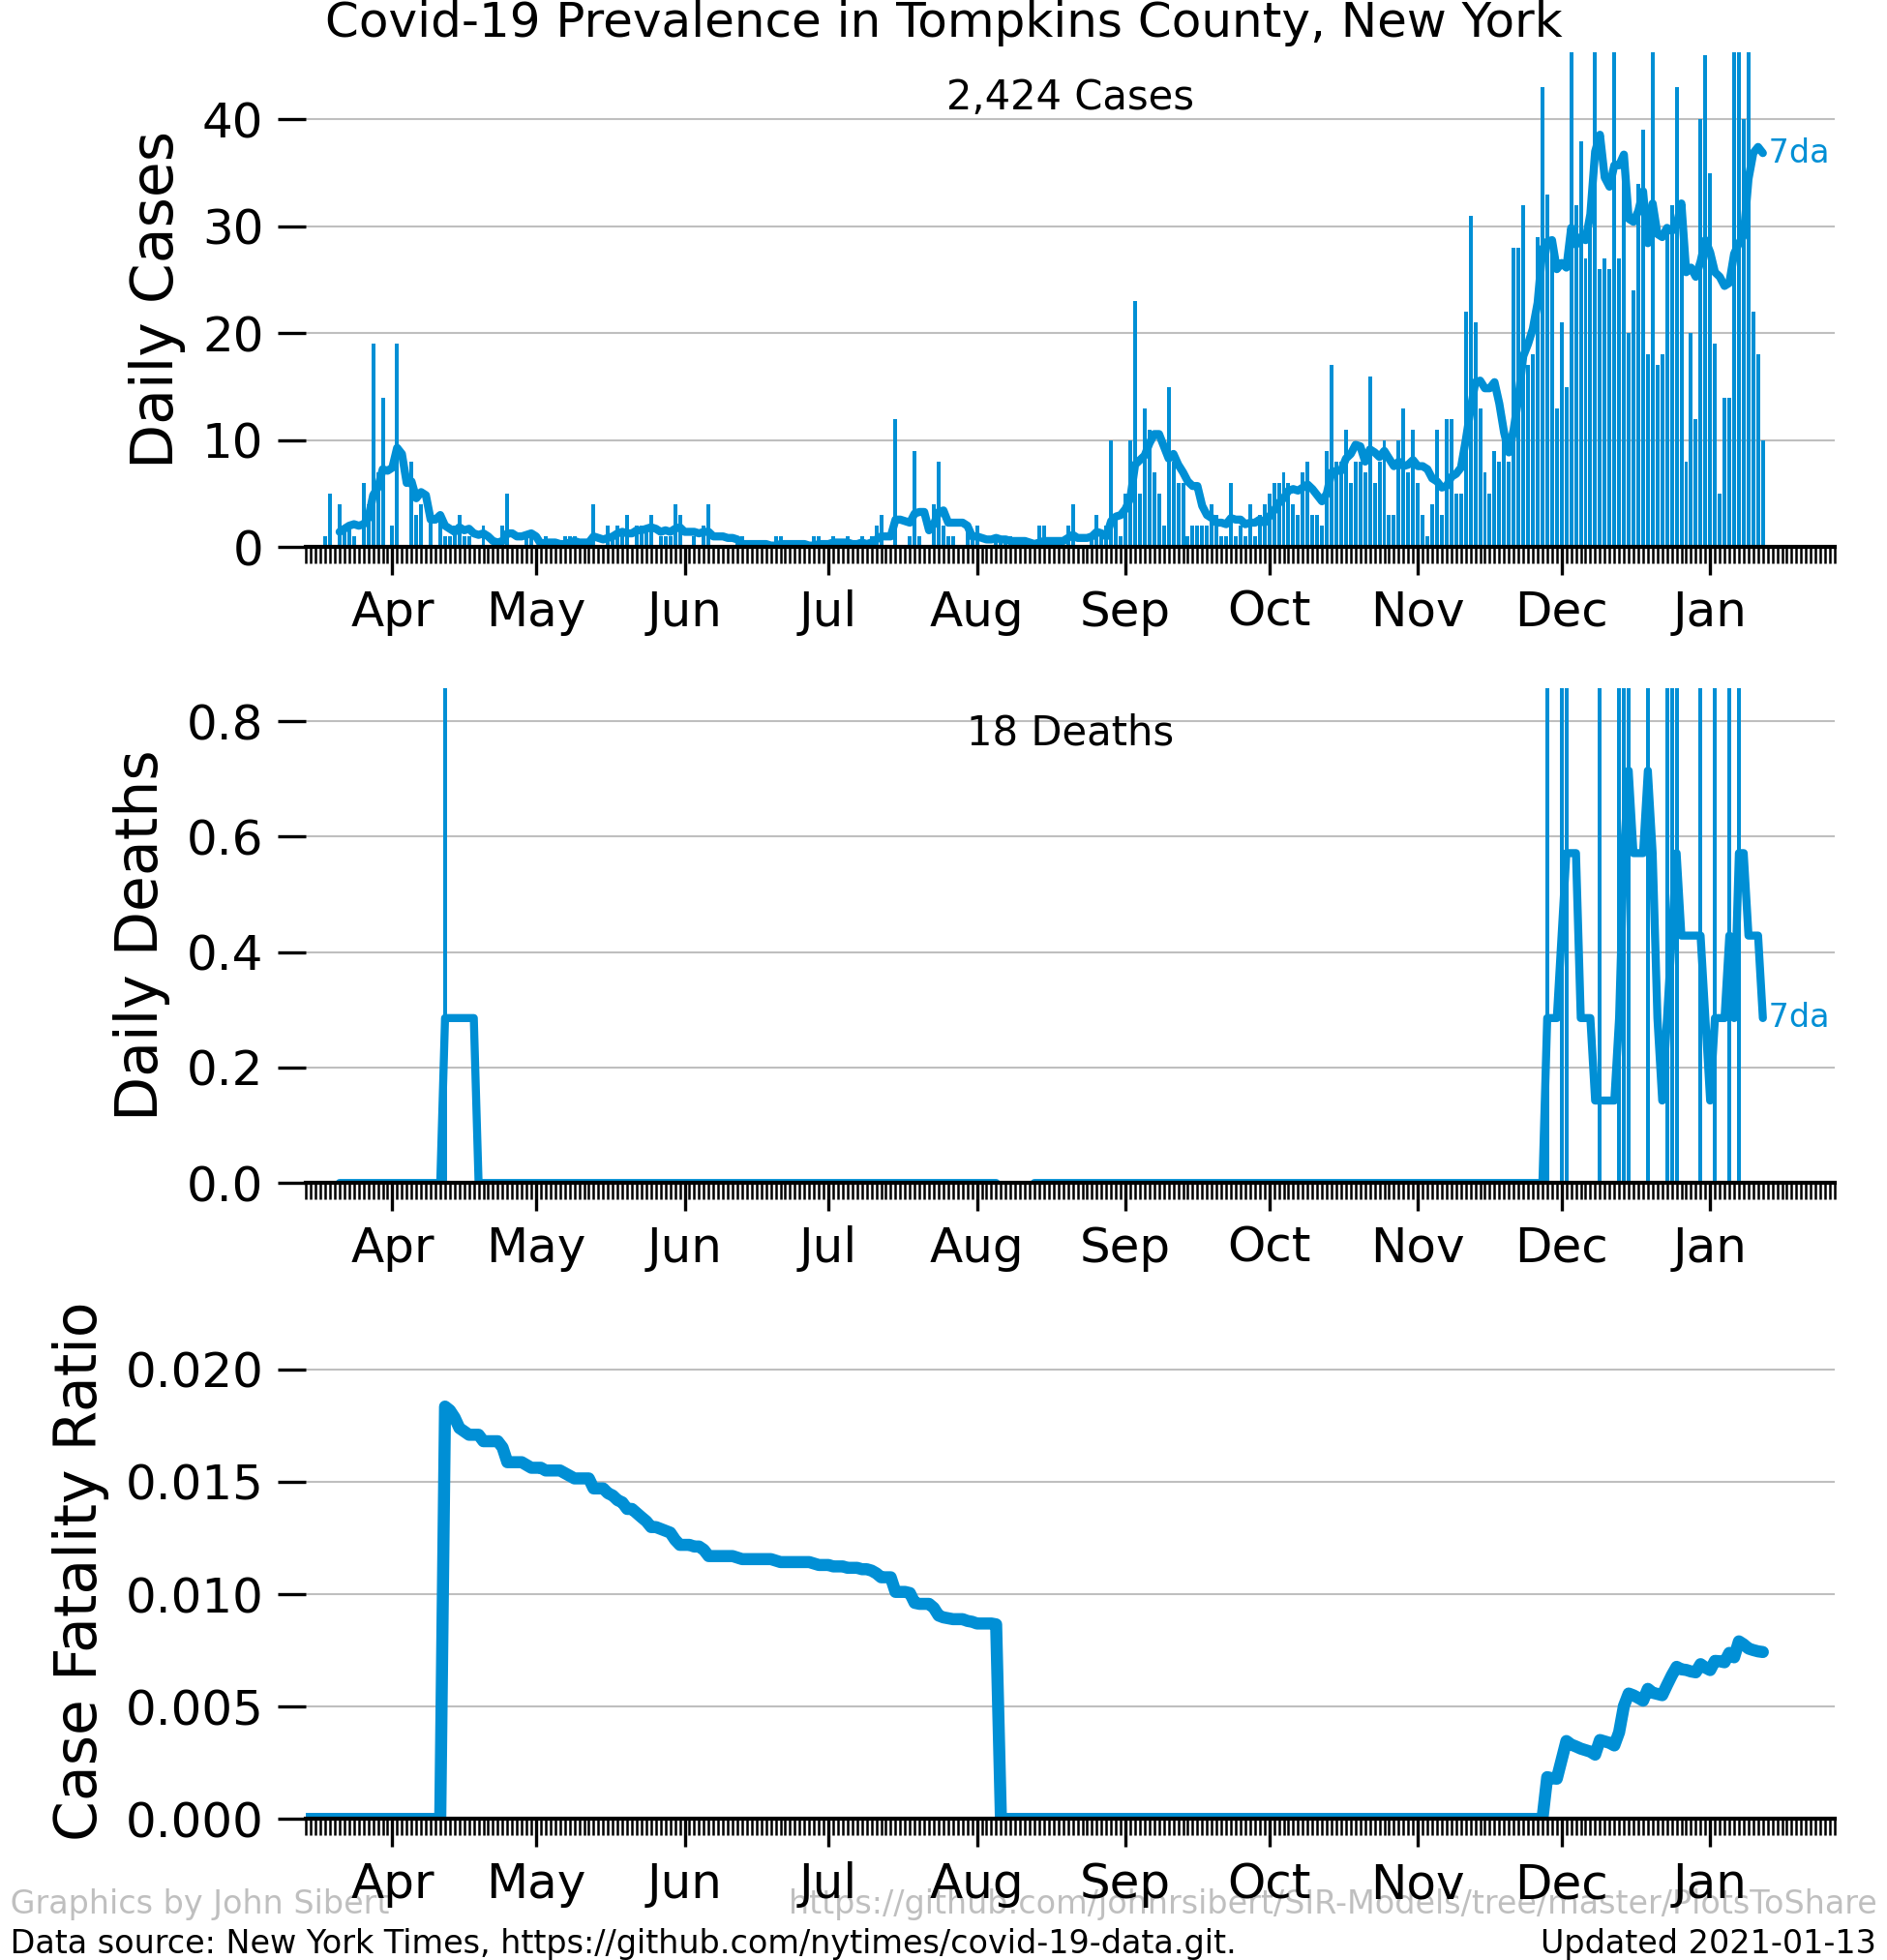 Covid-19 Prevalence in Tompkins County, New York
2,424 Cases
Daily Cases
40
30
20
10
0
7da
Apr May Jun Jul Aug Sep Oct Nov Dec Jan
18 Deaths
Daily Deaths
0.8
0.6
0.4
0.2
0.0
7da
Apr May Jun Jul Aug Sep Oct Nov Dec Jan
Case Fatality Ratio
0.020
0.015
0.010
0.005
0.000
Apr May Jun Jul Aug Sep Oct Nov Dec Jan
Graphics by John Sibert https://github.com/johnrsibert/SIR-Models/tree/master/PlotsToShare
Data source: New York Times, https://github.com/nytimes/covid-19-data.git. Updated 2021-01-13